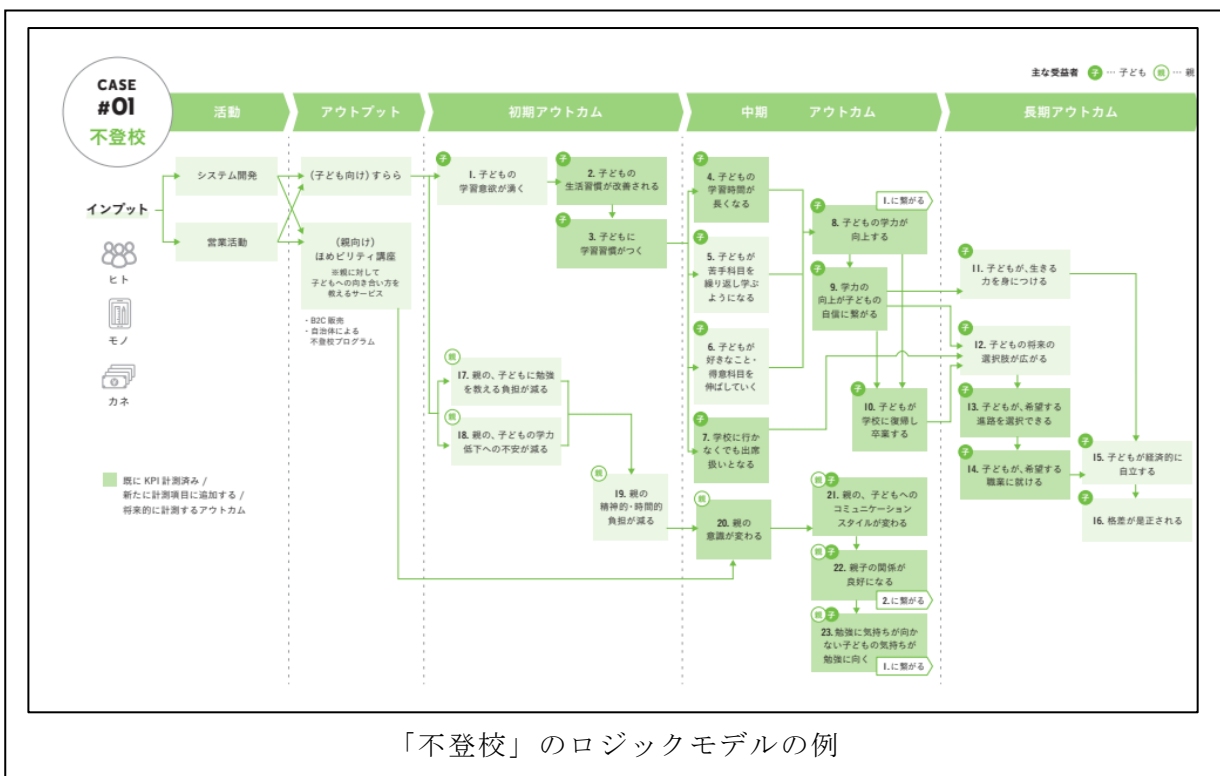 主な受益者 子 … 子ども 親 … 親
CASE
#01
不登校
活動
アウトプット
初期アウトカム
中期 アウトカム
長期アウトカム
インプット
ヒト
モノ
カネ
システム開発
営業活動
(子ども向け)すらら
(親向け)
ほめビリティ講座
※親に対して
子どもへの向き合い方を
教えるサービス
・B2C 販売
・自治体による
不登校プログラム
子
1. 子どもの
学習意欲が湧く
子
2. 子どもの
生活習慣が改善される
子
3. 子どもに
学習習慣がつく
親
17. 親の、子どもに勉強
を教える負担が減る
親
18. 親の、子どもの学力
低下への不安が減る
親
19. 親の
精神的・時間的
負担が減る
子
4. 子どもの
学習時間が
長くなる
子
5. 子どもが
苦手科目を
繰り返し学ぶ
ようになる
子
6. 子どもが
好きなこと・
得意科目を
伸ばしていく
子
7. 学校に行か
なくても出席
扱いとなる
親
20. 親の
意識が変わる
1.に繋がる
子
8. 子どもの学力が
向上する
子
9. 学力の
向上が子どもの
自信に繋がる
子
10. 子どもが
学校に復帰し
卒業する
親 子
21. 親の、子どもへの
コミュニケーション
スタイルが変わる
親 子
22. 親子の関係が
良好になる
2.に繋がる
親 子
23. 勉強に気持ちが向か
ない子どもの気持ちが
勉強に向く
1.に繋がる
子
11. 子どもが、生きる
力を身につける
子
12. 子どもの将来の
選択肢が広がる
子
13. 子どもが、希望する
進路を選択できる
子
14. 子どもが、希望する
職業に就ける
子
15. 子どもが経済的に
自立する
子
16. 格差が是正される
既に KPI 計測済み /
新たに計測項目に追加する /
将来的に計測するアウトカム
「不登校」のロジックモデルの例